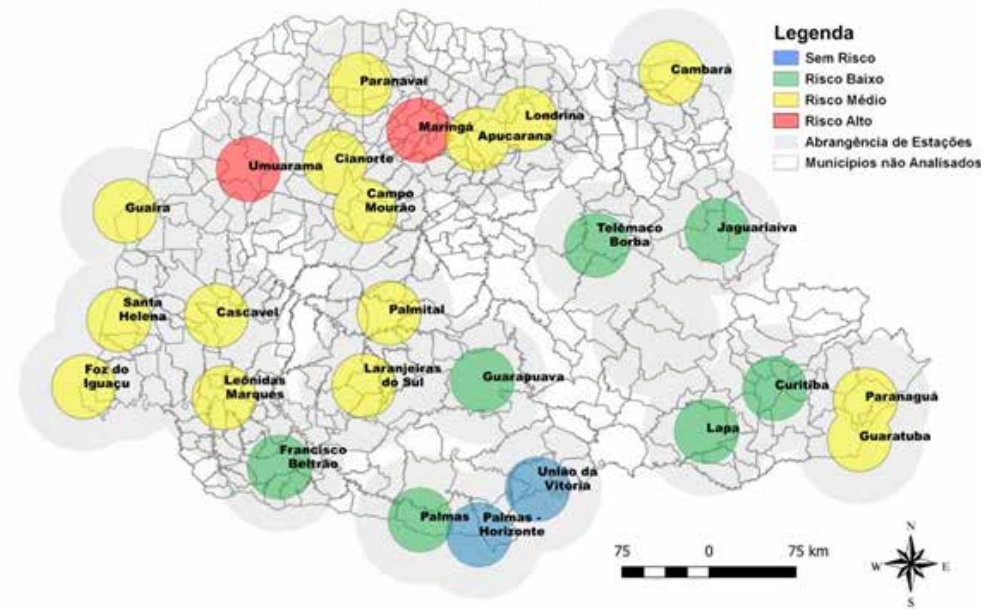 Legenda
Sem Risco
Risco Baixo
Risco Médio
Risco Alto
Abrangência de Estações
Municípios não Analisados
Cambará
Paranavaí
Londrina
Maringá
Apucarana
Cianorte
Umuarama
Campo
Mourão
Guaíra
Telêmaco
Borba
Jaguariaíva
Santa
Helena
Cascavel
Palmital
Foz do
Iguaçu
Leônidas
Marques
Laranjeiras
do Sul
Guarapuava
Curitiba
Paranaguá
Lapa
Guaratuba
Francisco
Beltrão
União da
Vitória
Palmas
Palmas -
Horizonte
75 0 75 km
N
W E
S